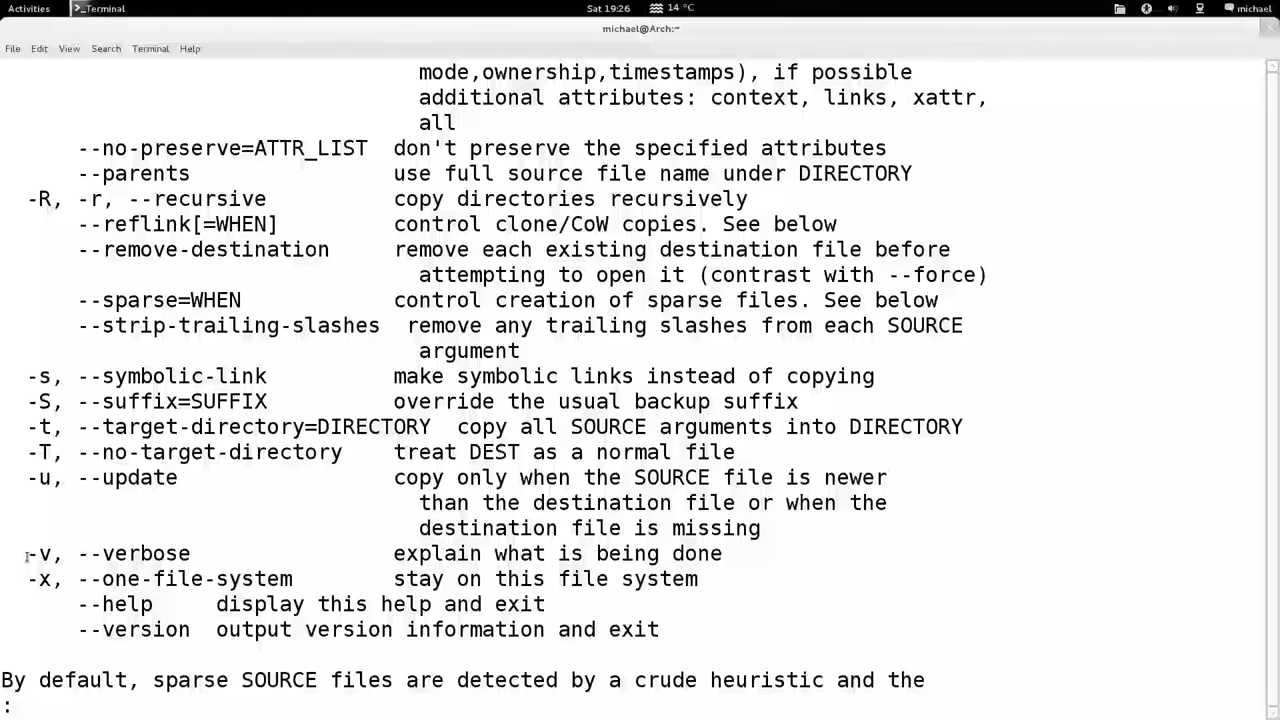 Activities
Terminal
Sat 19:26
14 °C
michael
michael@Arch:~
File Edit View Search Terminal Help
mode,ownership,timestamps), if possible
additional attributes: context, links, xattr,
all
--no-preserve=ATTR_LIST  don't preserve the specified attributes
--parents  use full source file name under DIRECTORY
-R, -r, --recursive  copy directories recursively
--reflink[=WHEN]  control clone/CoW copies. See below
--remove-destination  remove each existing destination file before
attempting to open it (contrast with --force)
--sparse=WHEN  control creation of sparse files. See below
--strip-trailing-slashes  remove any trailing slashes from each SOURCE
argument
-s, --symbolic-link  make symbolic links instead of copying
-S, --suffix=SUFFIX  override the usual backup suffix
-t, --target-directory=DIRECTORY  copy all SOURCE arguments into DIRECTORY
-T, --no-target-directory  treat DEST as a normal file
-u, --update  copy only when the SOURCE file is newer
than the destination file or when the
destination file is missing
-v, --verbose  explain what is being done
-x, --one-file-system  stay on this file system
--help  display this help and exit
--version  output version information and exit
By default, sparse SOURCE files are detected by a crude heuristic and the
: